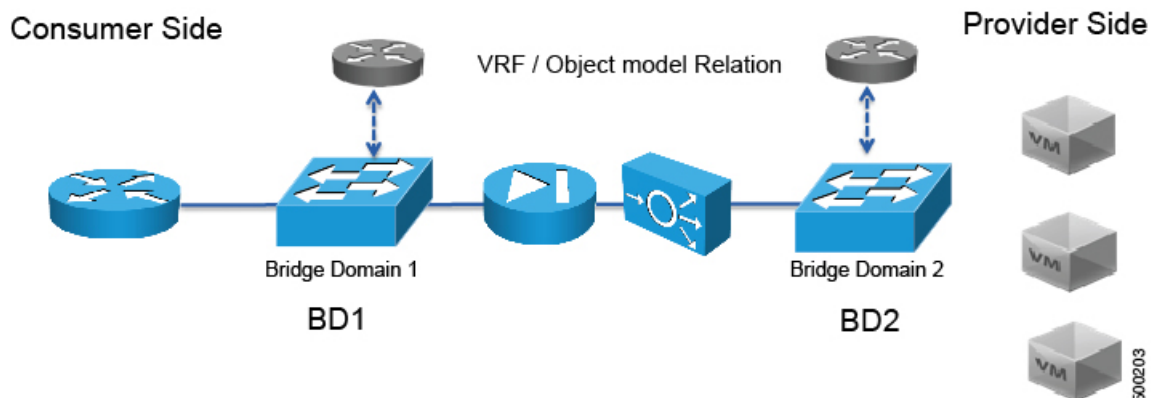 Consumer Side
Provider Side
VRF / Object model Relation
VM
Bridge Domain 1
Bridge Domain 2
VM
BD1
BD2
VM
500203